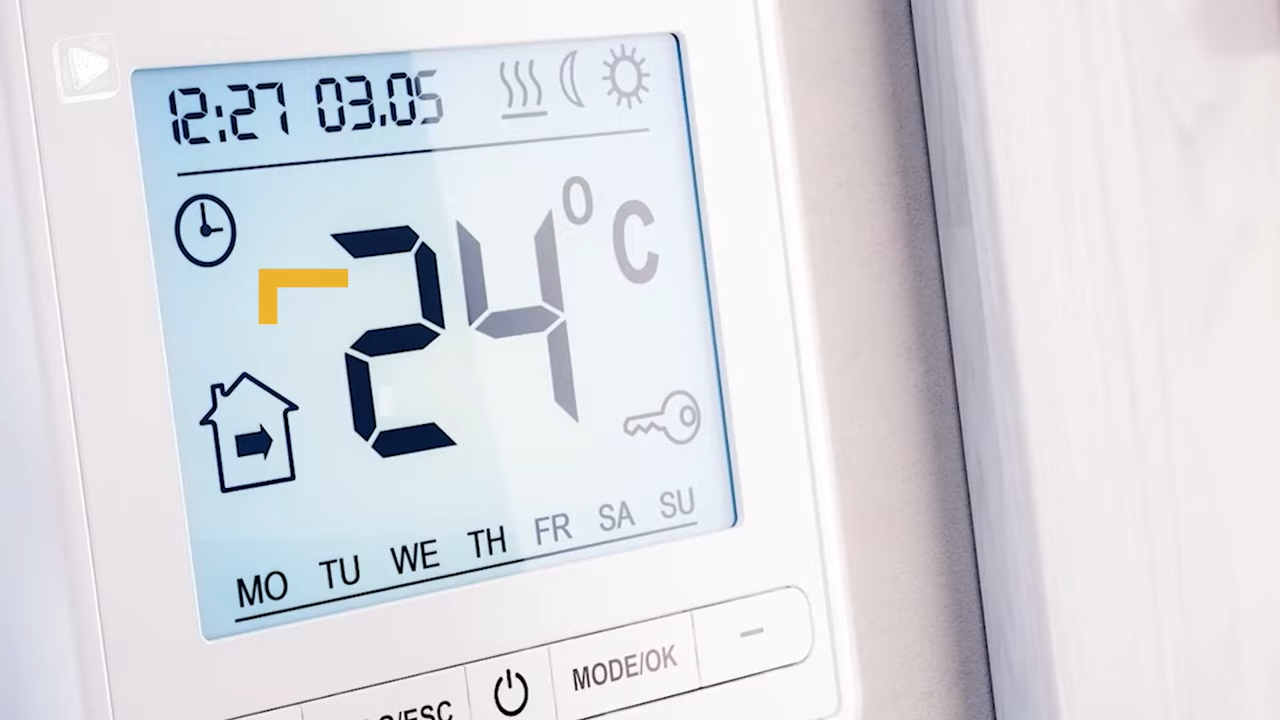 12:27 03.05
24°C
MO TU WE TH FR SA SU
/ESC
MODE/OK